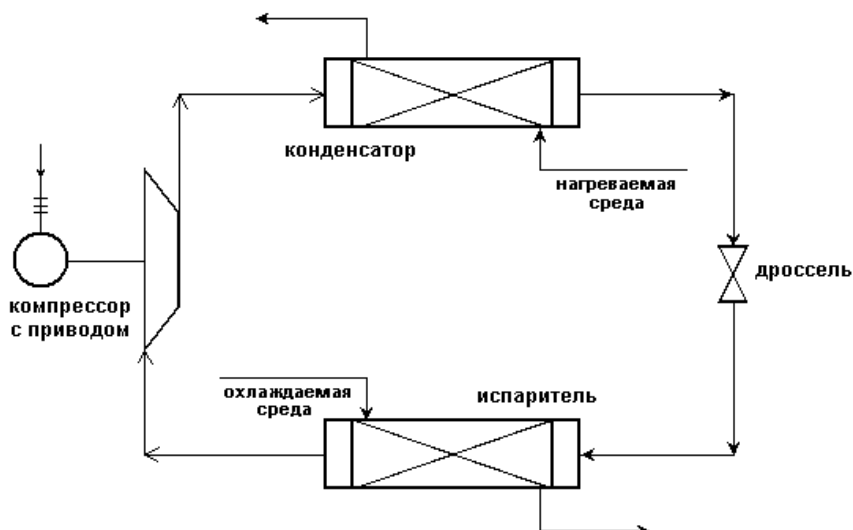 конденсатор
нагреваемая
среда
дроссель
компрессор
с приводом
охлаждаемая
среда
испаритель